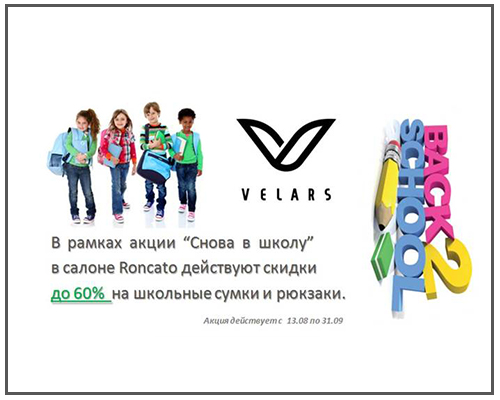 VELARS
BACK 2
SCHOOL
В рамках акции “Снова в школу”
в салоне Roncato действуют скидки
до 60% на школьные сумки и рюкзаки.
Акция действует с 13.08 по 31.09